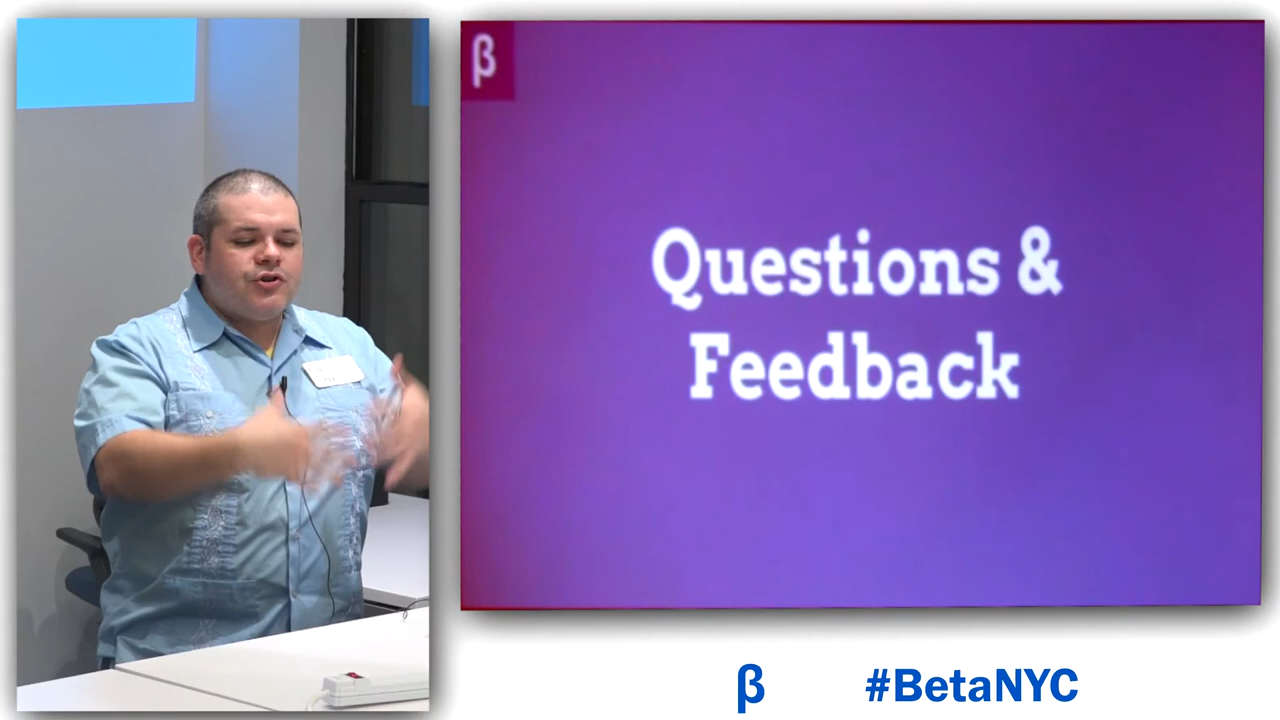 β
Questions &
Feedback
β #BetaNYC